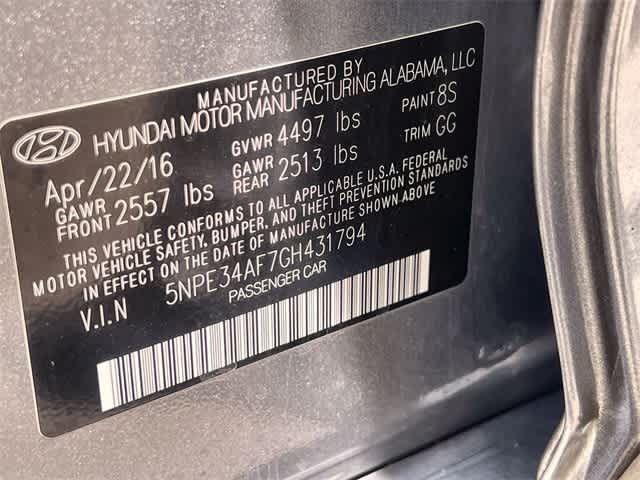 MANUFACTURED BY
HYUNDAI MOTOR MANUFACTURING ALABAMA, LLC
Apr/22/16 GVWR 4497 lbs PAINT 8S
GAWR FRONT 2557 lbs GAWR REAR 2513 lbs TRIM GG
THIS VEHICLE CONFORMS TO ALL APPLICABLE U.S.A. FEDERAL
MOTOR VEHICLE SAFETY, BUMPER, AND THEFT PREVENTION STANDARDS
IN EFFECT ON THE DATE OF MANUFACTURE SHOWN ABOVE
V.I.N 5NPE34AF7GH431794
PASSENGER CAR